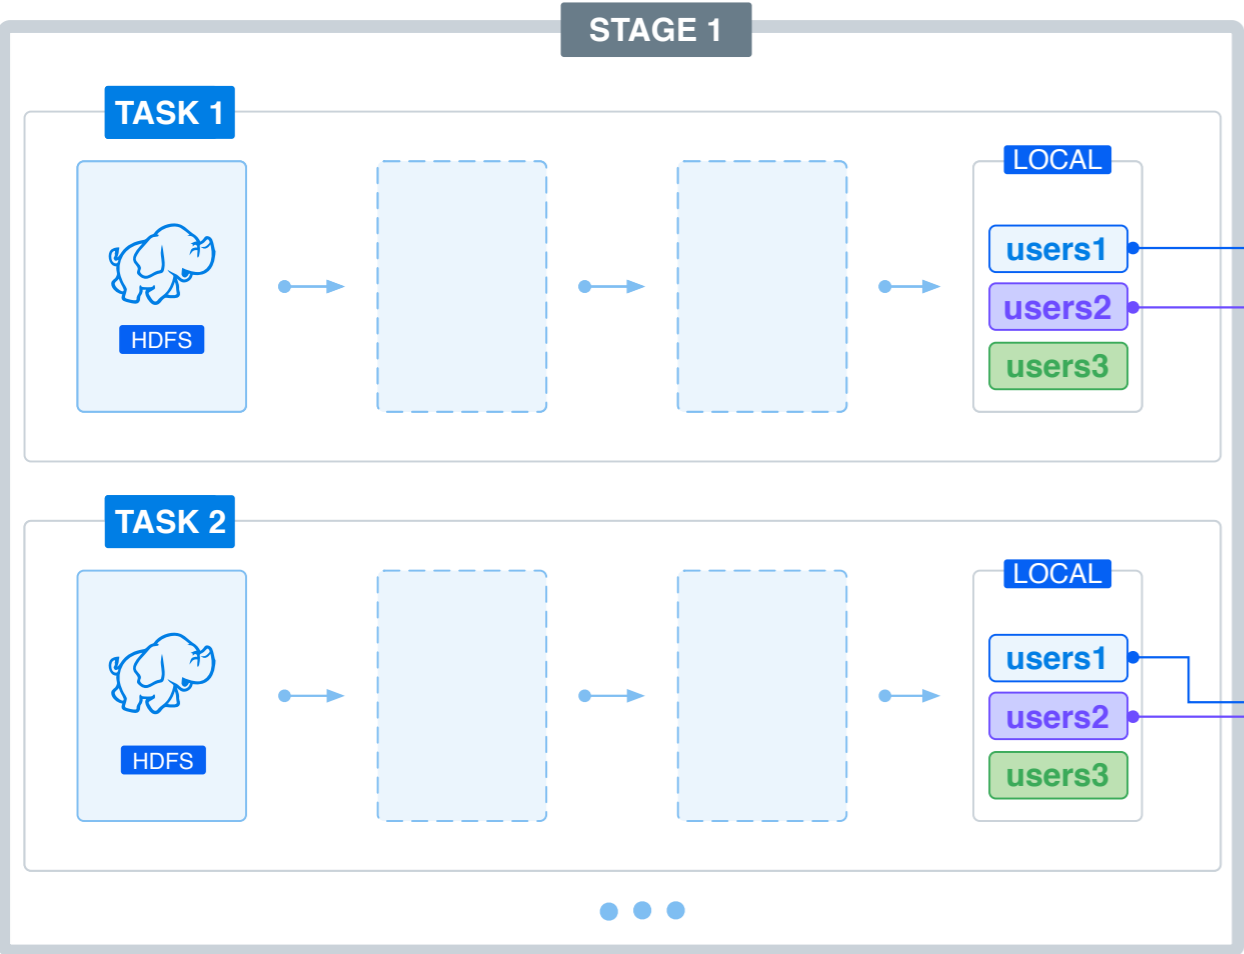 STAGE 1
TASK 1
LOCAL
users1
users2
HDFS
users3
TASK 2
LOCAL
users1
users2
HDFS
users3